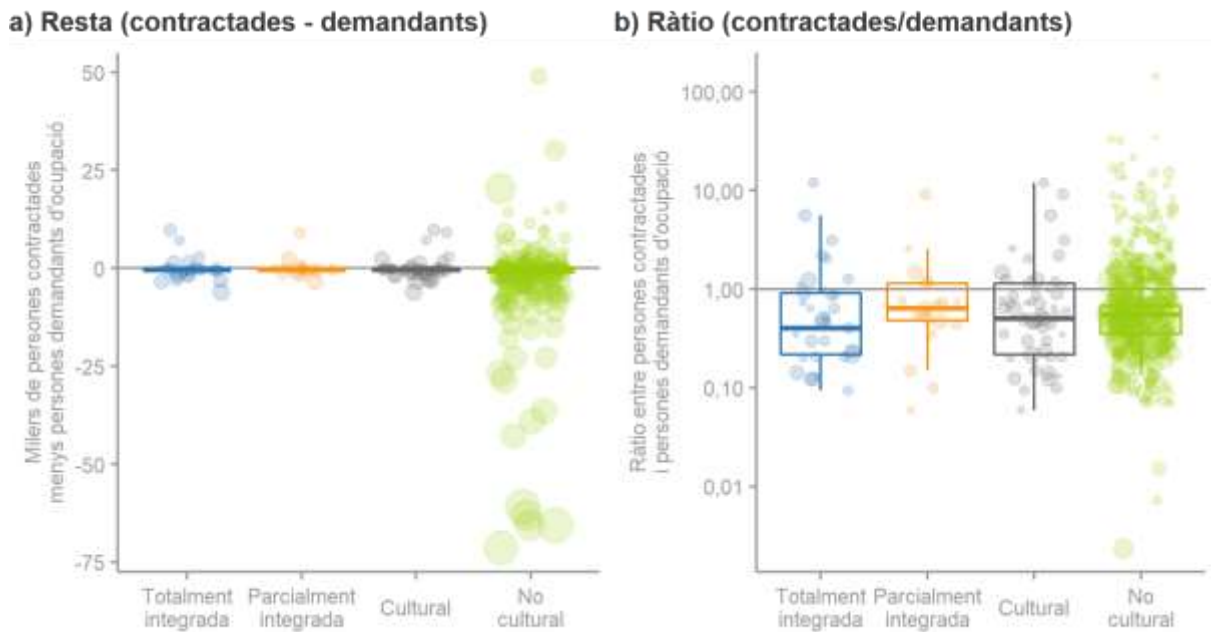 a) Resta (contractades - demandants)
Milers de persones contractades
menys persones demandants d'ocupació
50
25
0
-25
-50
-75
Totalment
integrada
Parcialment
integrada
Cultural
No
cultural
b) Ràtio (contractades/demandants)
Ràtio entre persones contractades
i persones demandants d'ocupació
100,00
10,00
1,00
0,10
0,01
Totalment
integrada
Parcialment
integrada
Cultural
No
cultural